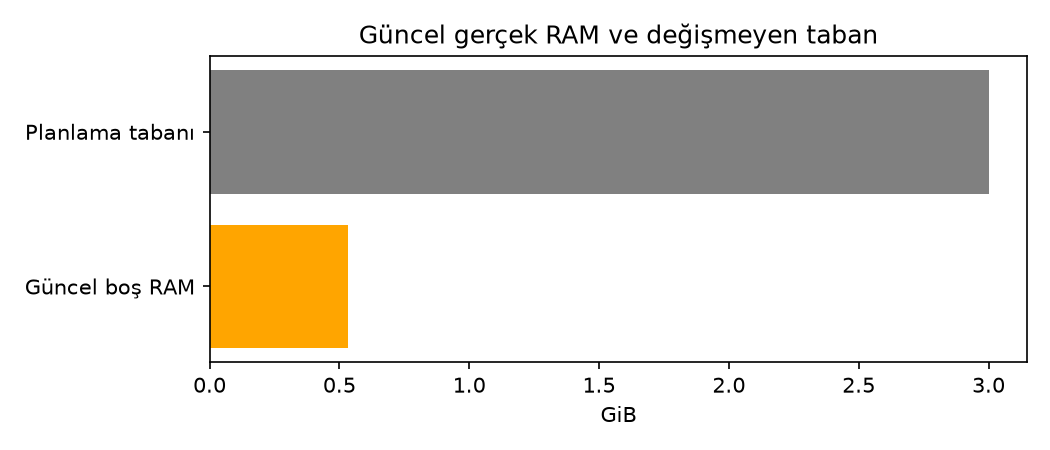 Güncel gerçek RAM ve değişmeyen taban
Planlama tabanı
Güncel boş RAM
0.0 0.5 1.0 1.5 2.0 2.5 3.0
GiB